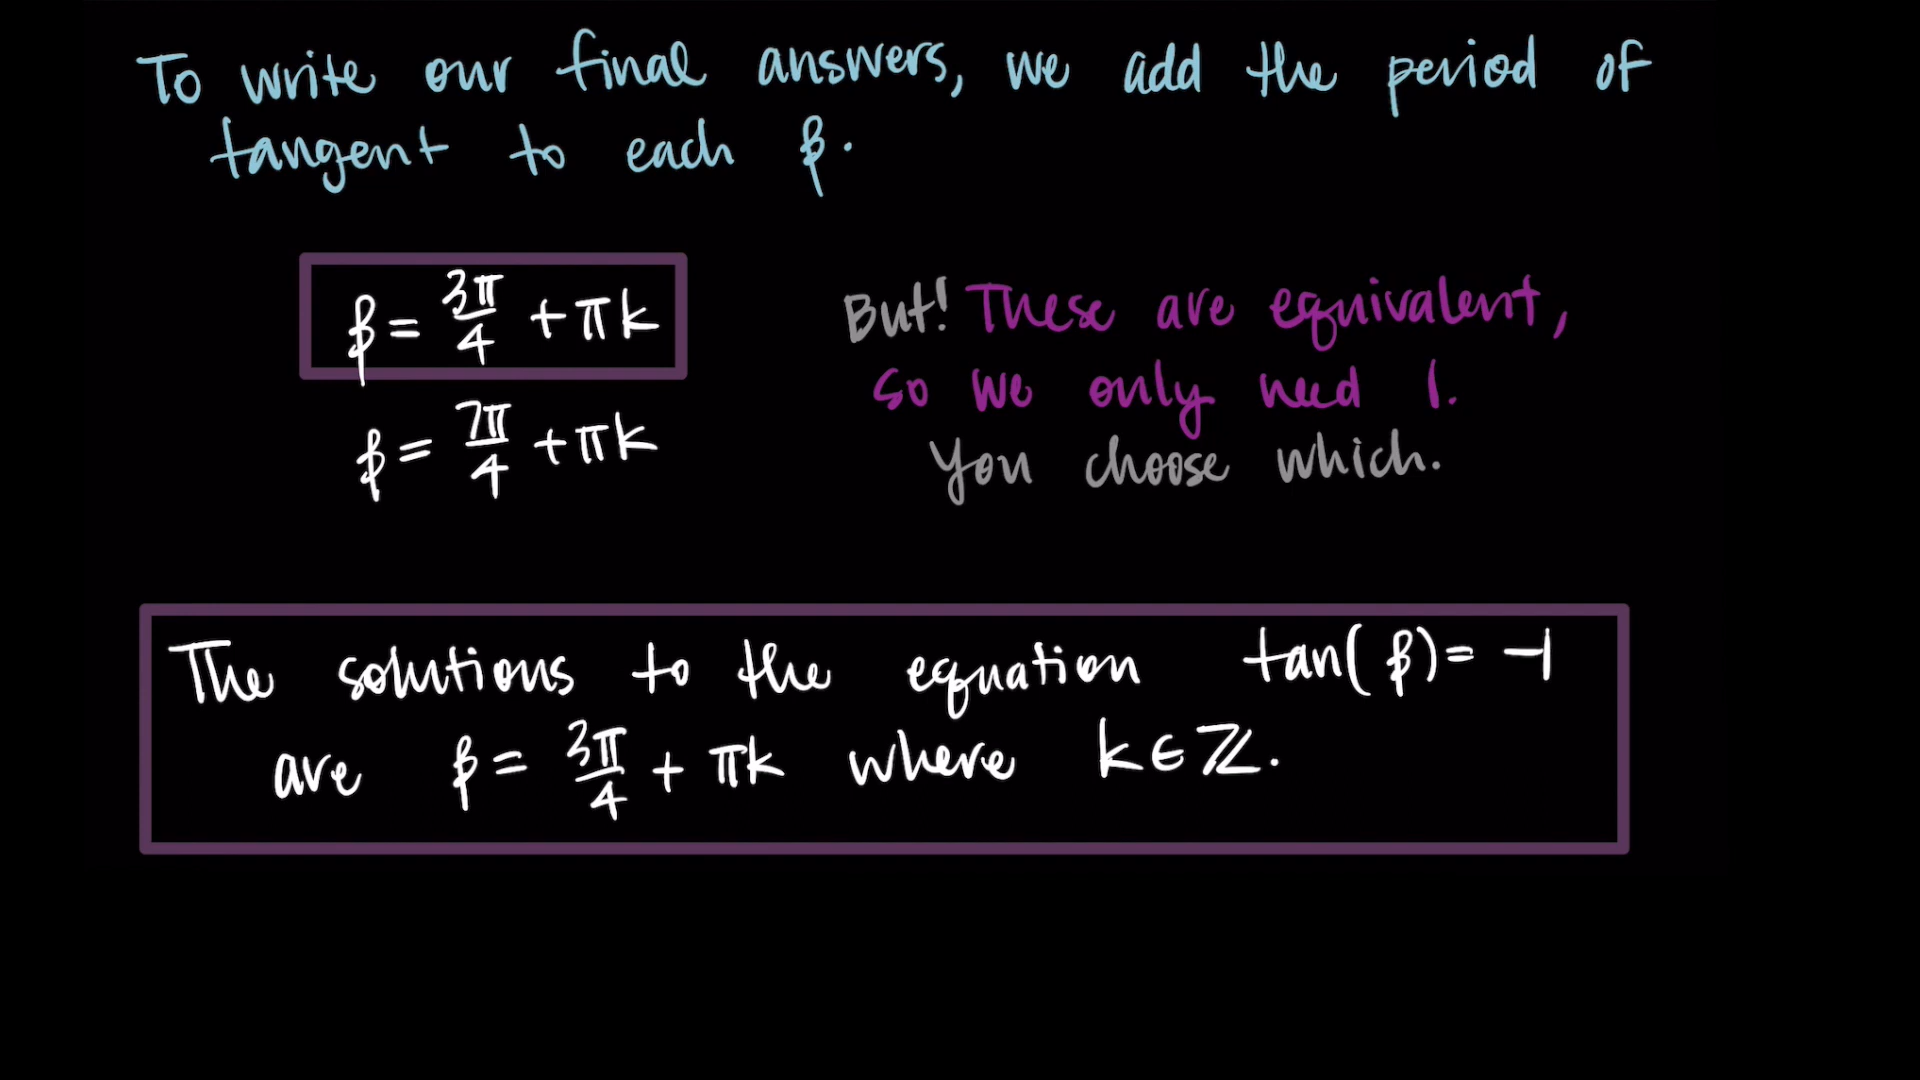 To write our final answers, we add the period of
tangent to each β.
β = 3π/4 + πk
β = 7π/4 + πk
But! These are equivalent,
so we only need 1.
You choose which.
The solutions to the equation tan(β) = -1
are β = 3π/4 + πk where k ∈ ℤ.